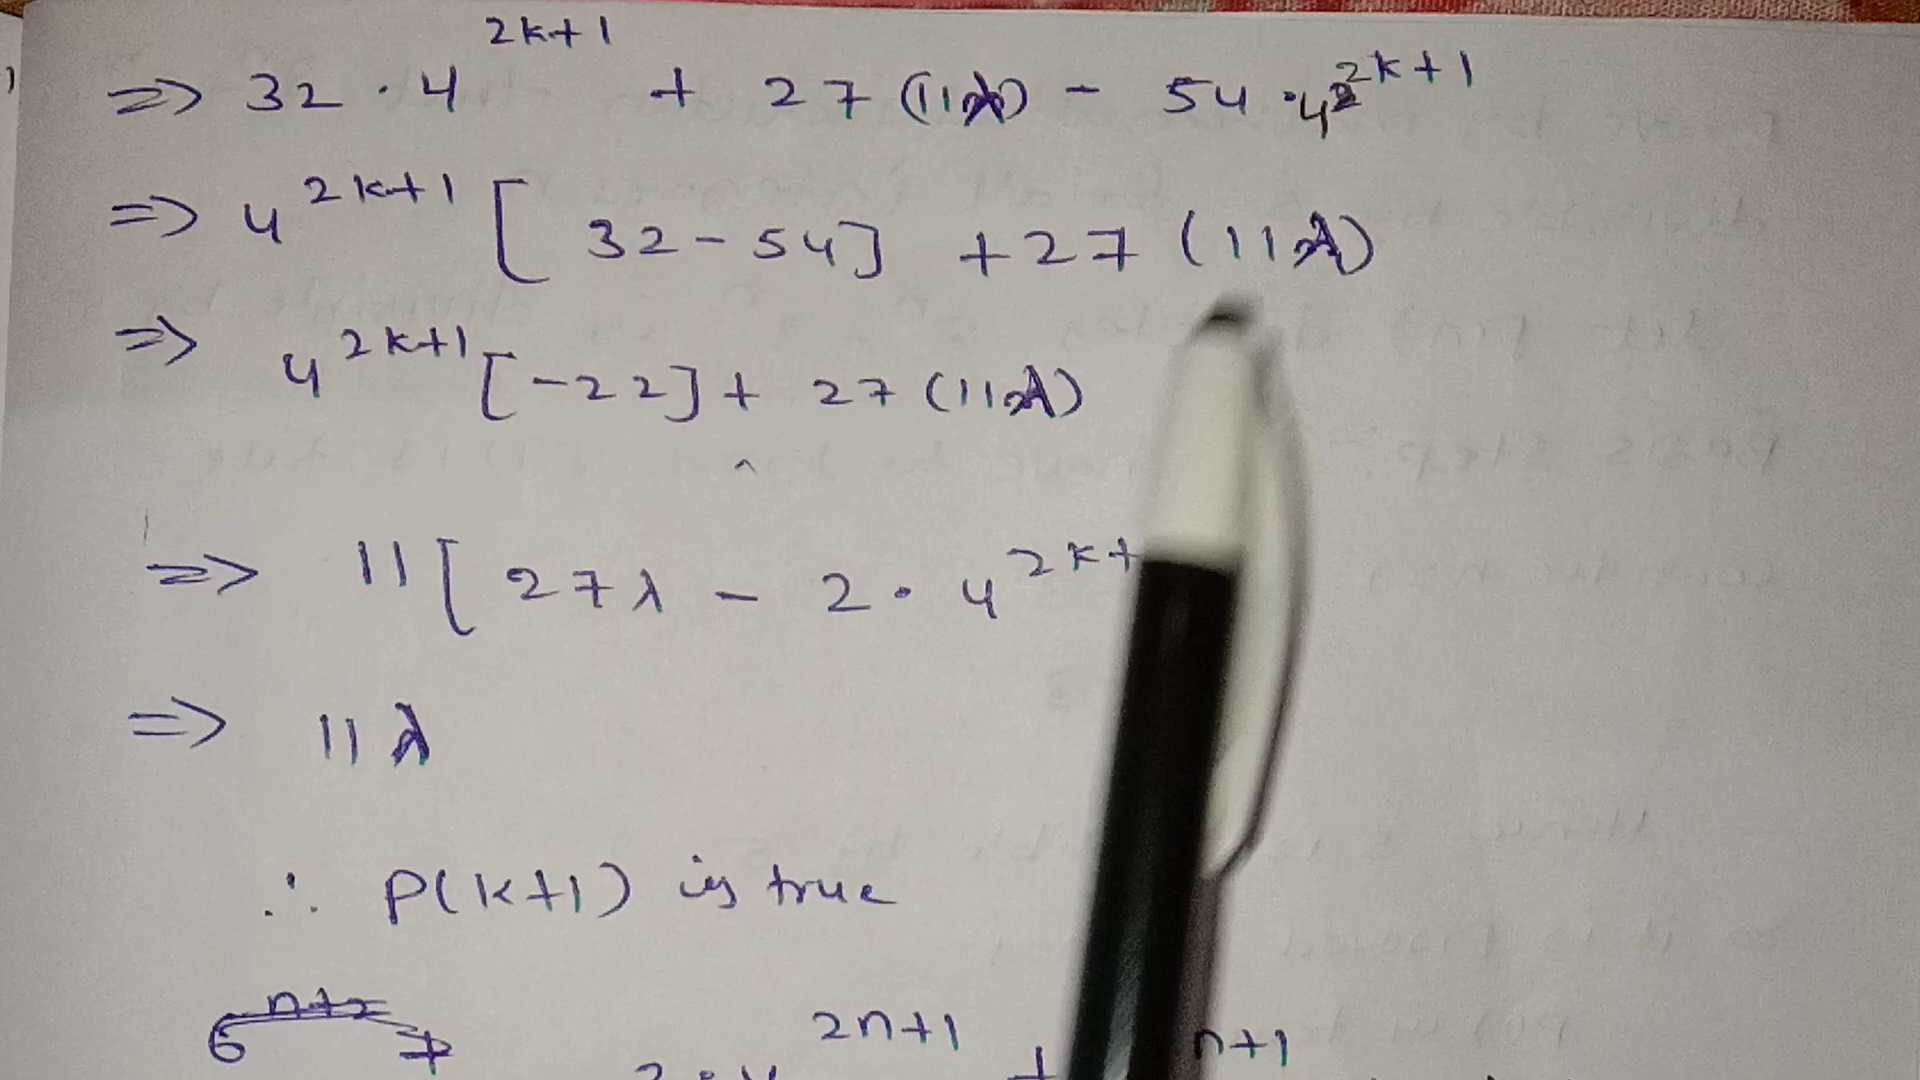 => 32 · 4^{2k+1} + 27 (11λ) - 54 · 4^{2k+1}
=> 4^{2k+1} [ 32 - 54 ] + 27 (11λ)
=> 4^{2k+1} [-22] + 27 (11λ)
=> 11 [ 27λ - 2 · 4^{2k+
=> 11λ
∴ P(k+1) is true
2n+1 n+1